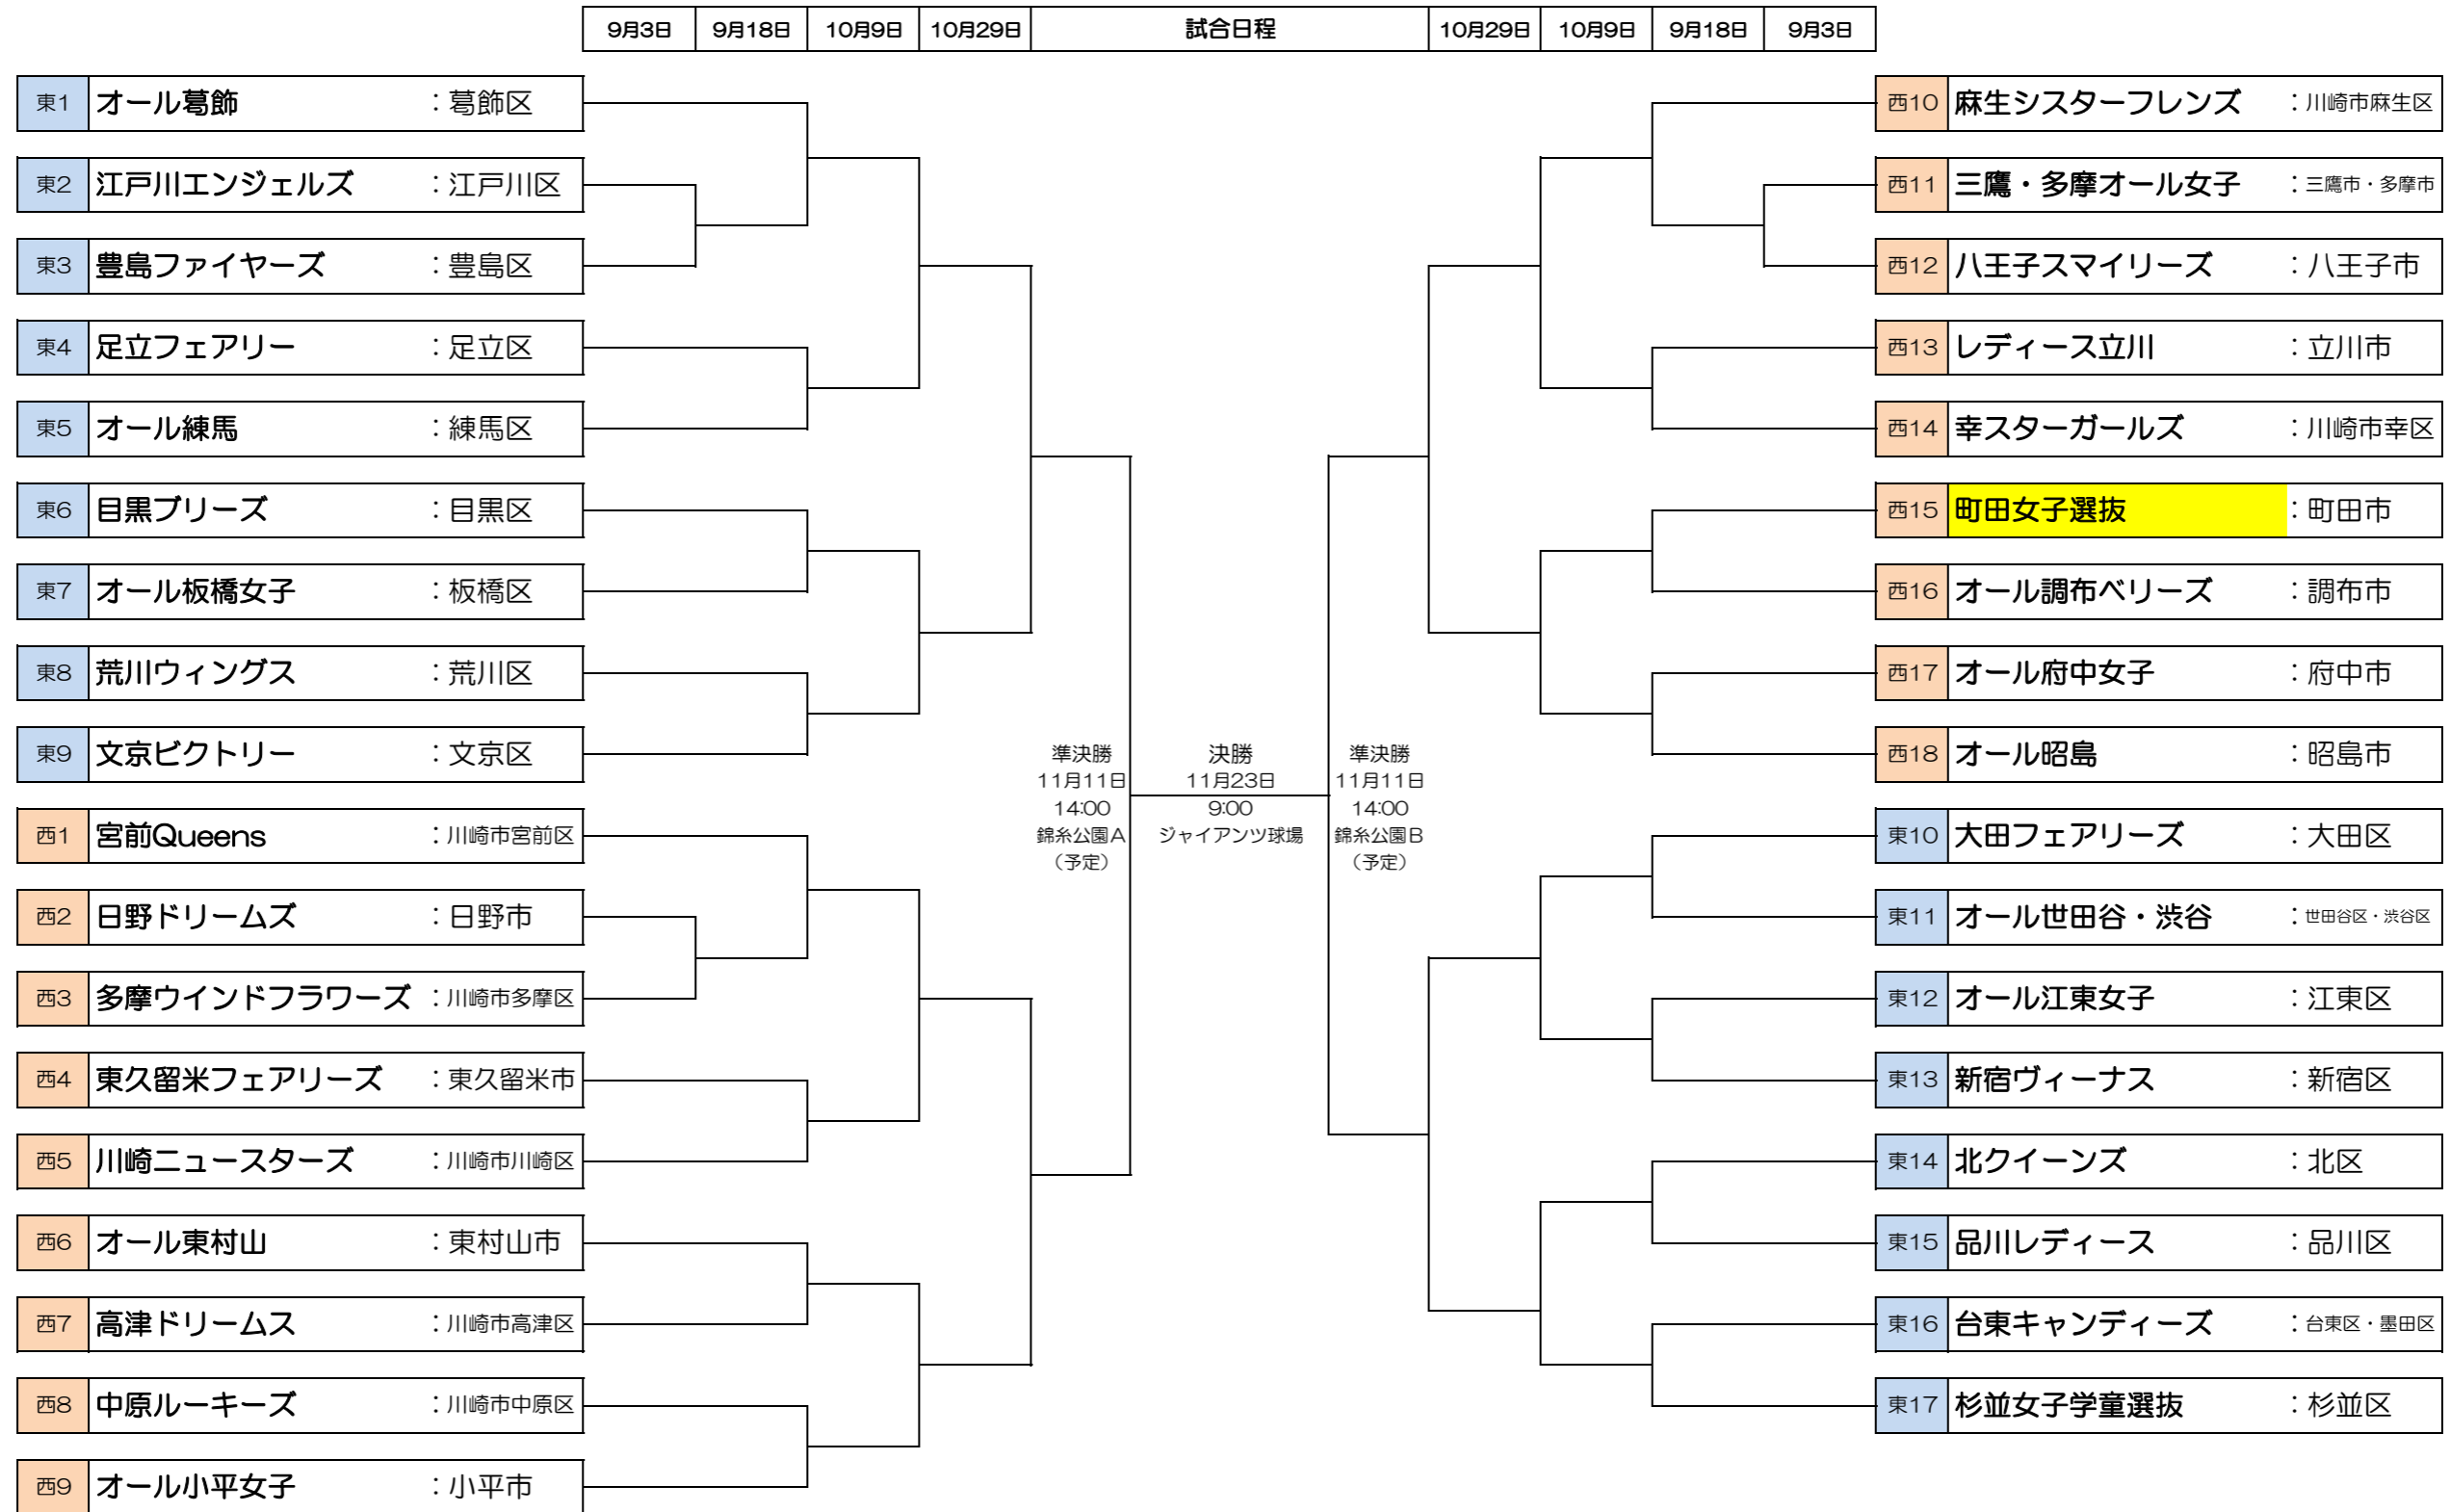 9月3日 9月18日 10月9日 10月29日 試合日程 10月29日 10月9日 9月18日 9月3日
東1 オール葛飾 :葛飾区
東2 江戸川エンジェルズ :江戸川区
東3 豊島ファイヤーズ :豊島区
東4 足立フェアリー :足立区
東5 オール練馬 :練馬区
東6 目黒ブリーズ :目黒区
東7 オール板橋女子 :板橋区
東8 荒川ウィングス :荒川区
東9 文京ビクトリー :文京区
西1 宮前Queens :川崎市宮前区
西2 日野ドリームズ :日野市
西3 多摩ウインドフラワーズ :川崎市多摩区
西4 東久留米フェアリーズ :東久留米市
西5 川崎ニュースターズ :川崎市川崎区
西6 オール東村山 :東村山市
西7 高津ドリームス :川崎市高津区
西8 中原ルーキーズ :川崎市中原区
西9 オール小平女子 :小平市
準決勝
11月11日
14:00
錦糸公園A
（予定）
決勝
11月23日
9:00
ジャイアンツ球場
準決勝
11月11日
14:00
錦糸公園B
（予定）
西10 麻生シスターフレンズ :川崎市麻生区
西11 三鷹・多摩オール女子 :三鷹市・多摩市
西12 八王子スマイリーズ :八王子市
西13 レディース立川 :立川市
西14 幸スターガールズ :川崎市幸区
西15 町田女子選抜 :町田市
西16 オール調布ベリーズ :調布市
西17 オール府中女子 :府中市
西18 オール昭島 :昭島市
東10 大田フェアリーズ :大田区
東11 オール世田谷・渋谷 :世田谷区・渋谷区
東12 オール江東女子 :江東区
東13 新宿ヴィーナス :新宿区
東14 北クイーンズ :北区
東15 品川レディース :品川区
東16 台東キャンディーズ :台東区・墨田区
東17 杉並女子学童選抜 :杉並区